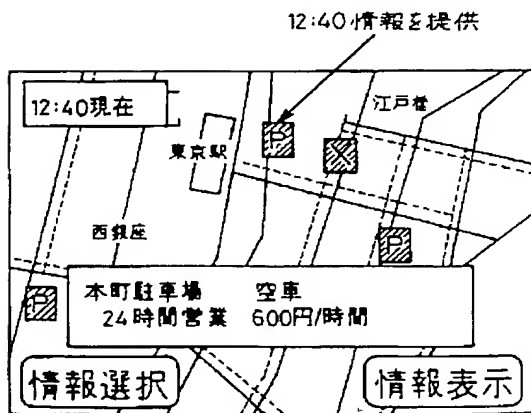 12:40情報を提供
12:40現在
江戸橋
P
東京駅
X
西銀座
P
本町駐車場 空車
24時間営業 600円/時間
P
情報選択
情報表示